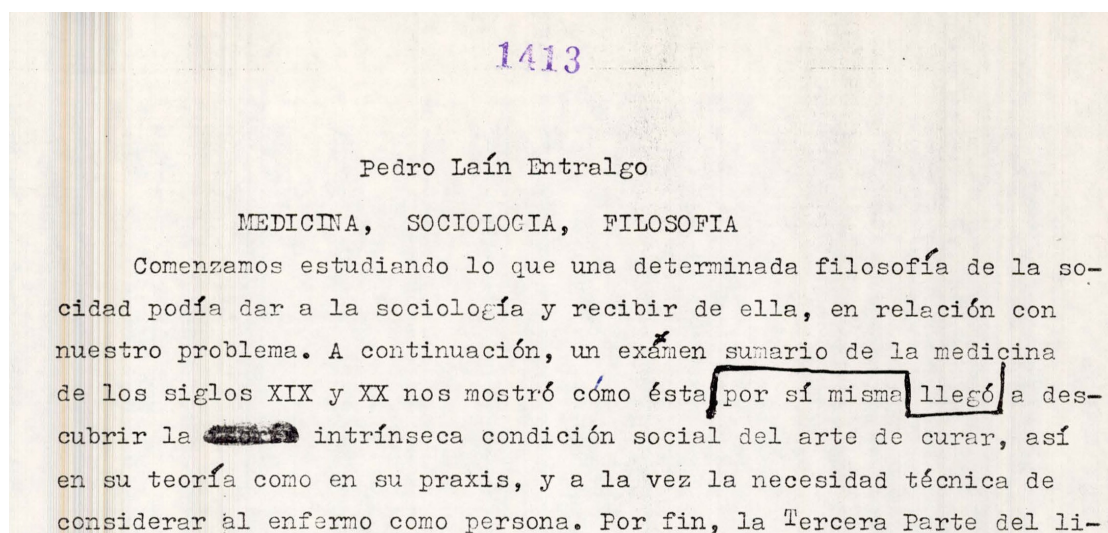 1413
Pedro Laín Entralgo
MEDICINA, SOCIOLOGIA, FILOSOFIA
Comenzamos estudiando lo que una determinada filosofía de la so-
cidad podía dar a la sociología y recibir de ella, en relación con
nuestro problema. A continuación, un exámen sumario de la medicina
de los siglos XIX y XX nos mostró cómo ésta por sí misma llegó a des-
cubrir la intrínseca condición social del arte de curar, así
en su teoría como en su praxis, y a la vez la necesidad técnica de
considerar al enfermo como persona. Por fin, la Tercera Parte del li-